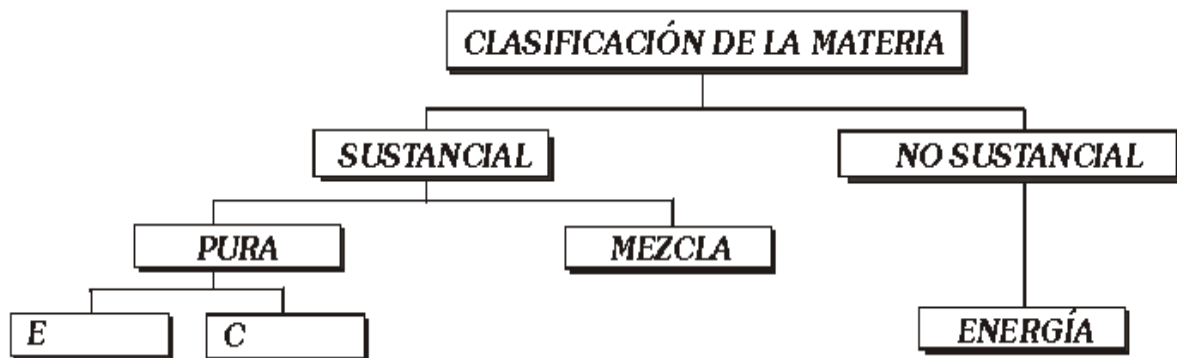 CLASIFICACIÓN DE LA MATERIA
SUSTANCIAL
NO SUSTANCIAL
PURA
MEZCLA
E
C
ENERGÍA